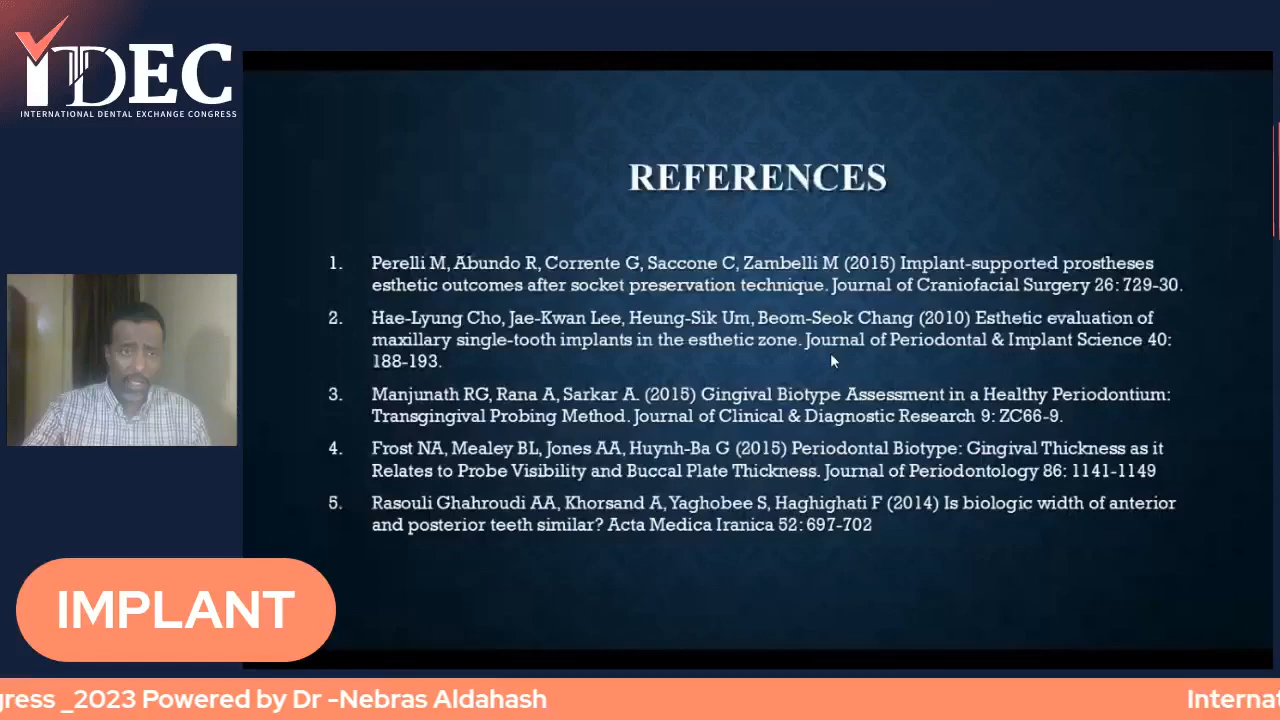 iTDEC
INTERNATIONAL DENTAL EXCHANGE CONGRESS
REFERENCES
1. Perelli M, Abundo R, Corrente G, Saccone C, Zambelli M (2015) Implant-supported prostheses
esthetic outcomes after socket preservation technique. Journal of Craniofacial Surgery 26: 729-30.
2. Hae-Lyung Cho, Jae-Kwan Lee, Heung-Sik Um, Beom-Seok Chang (2010) Esthetic evaluation of
maxillary single-tooth implants in the esthetic zone. Journal of Periodontal & Implant Science 40:
188-193.
3. Manjunath RG, Rana A, Sarkar A. (2015) Gingival Biotype Assessment in a Healthy Periodontium:
Transgingival Probing Method. Journal of Clinical & Diagnostic Research 9: ZC66-9.
4. Frost NA, Mealey BL, Jones AA, Huynh-Ba G (2015) Periodontal Biotype: Gingival Thickness as it
Relates to Probe Visibility and Buccal Plate Thickness. Journal of Periodontology 86: 1141-1149
5. Rasouli Ghahroudi AA, Khorsand A, Yaghobee S, Haghighati F (2014) Is biologic width of anterior
and posterior teeth similar? Acta Medica Iranica 52: 697-702
IMPLANT
gress _2023 Powered by Dr -Nebras Aldahash
Interna